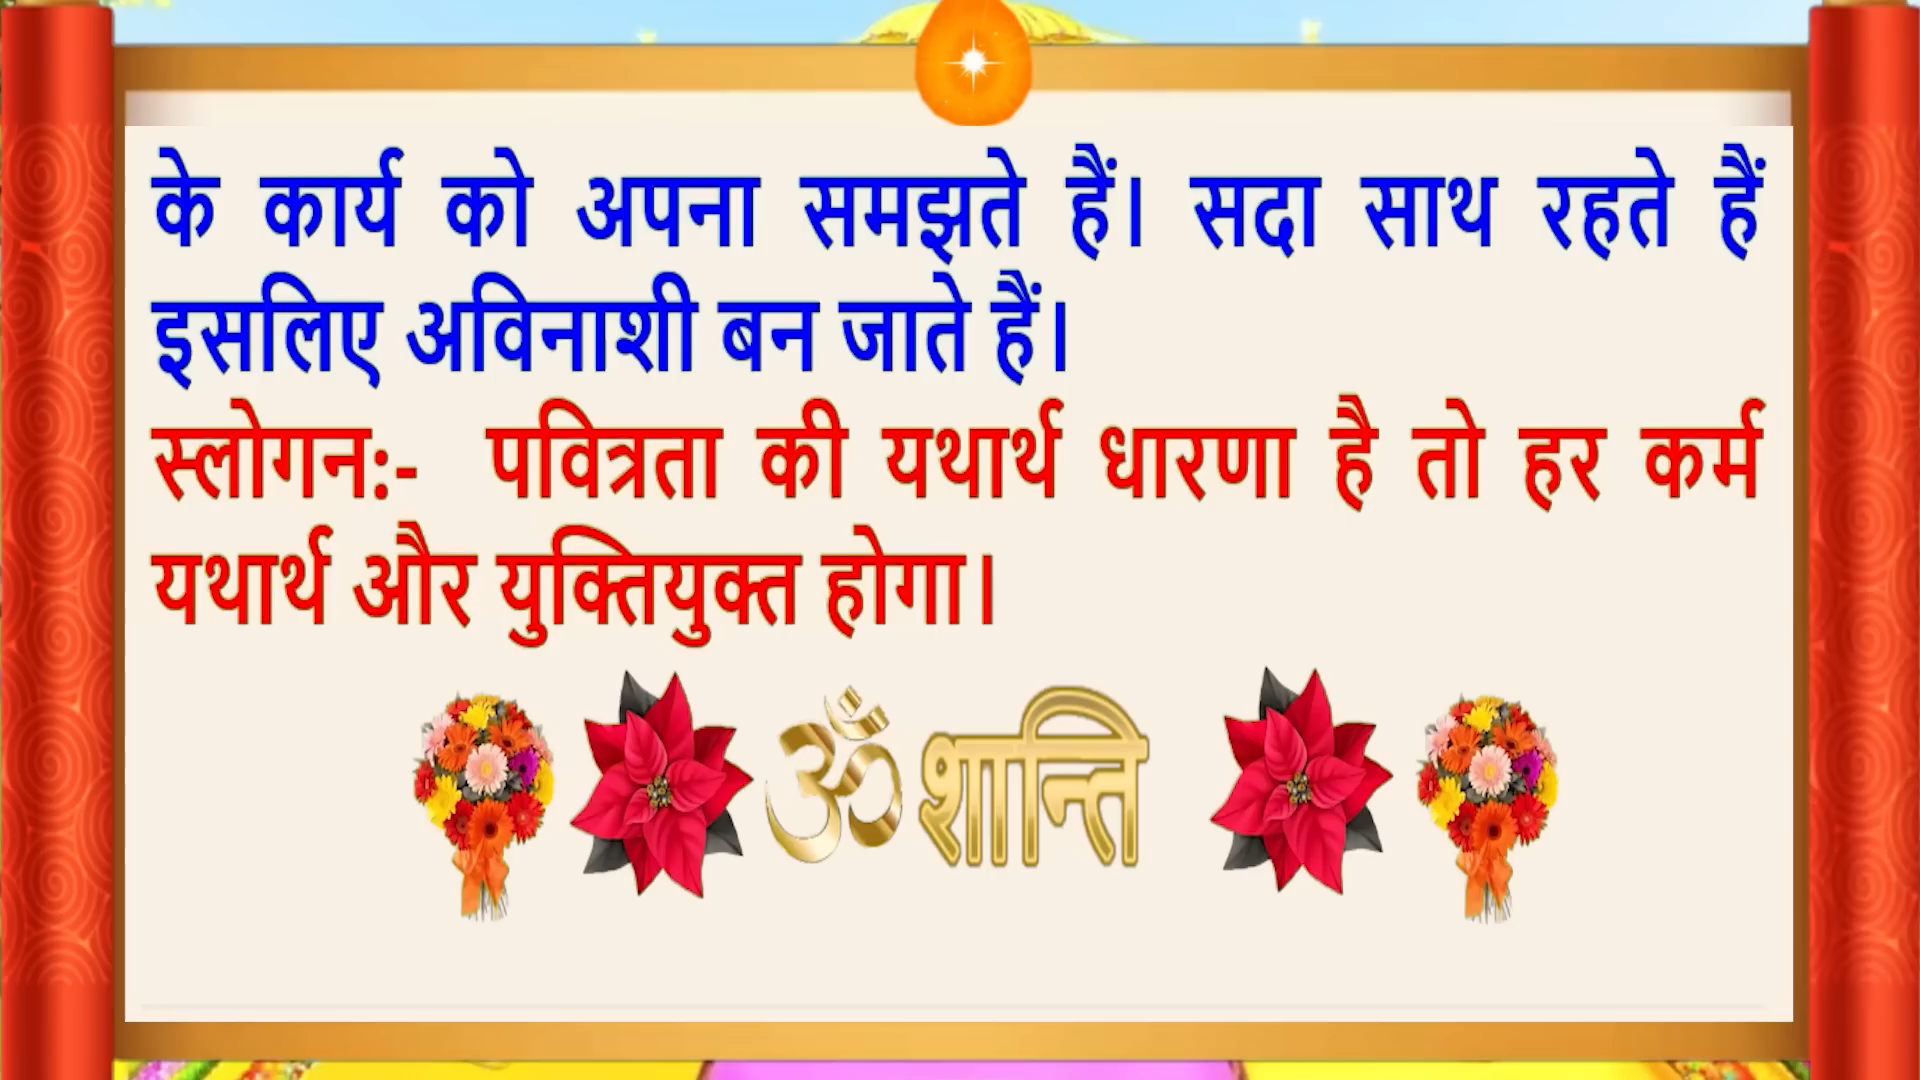 के कार्य को अपना समझते हैं। सदा साथ रहते हैं
इसलिए अविनाशी बन जाते हैं।
स्लोगन:- पवित्रता की यथार्थ धारणा है तो हर कर्म
यथार्थ और युक्तियुक्त होगा।
ॐ शान्ति